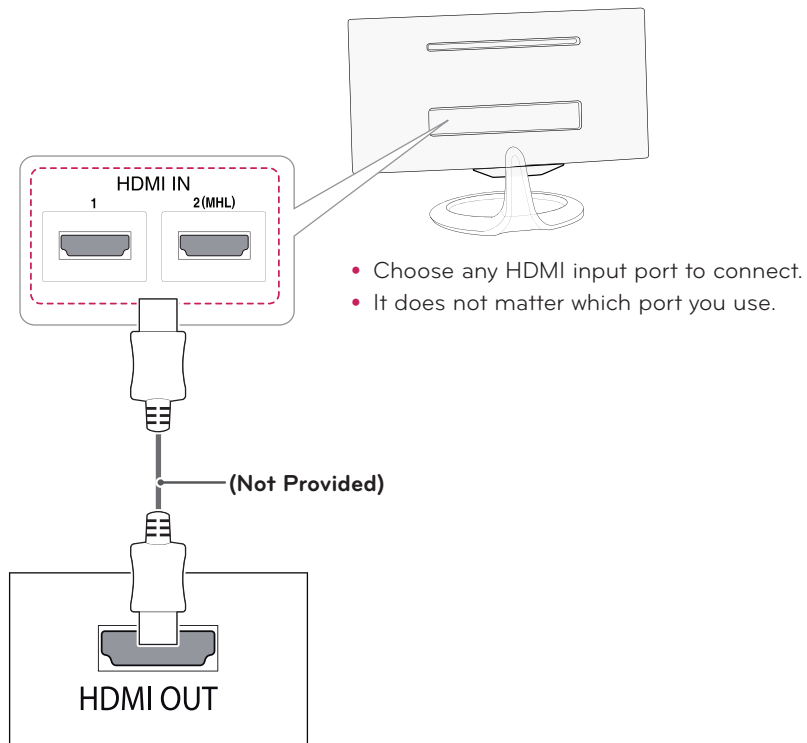 HDMI IN
1
2(MHL)
• Choose any HDMI input port to connect.
• It does not matter which port you use.
(Not Provided)
HDMI OUT